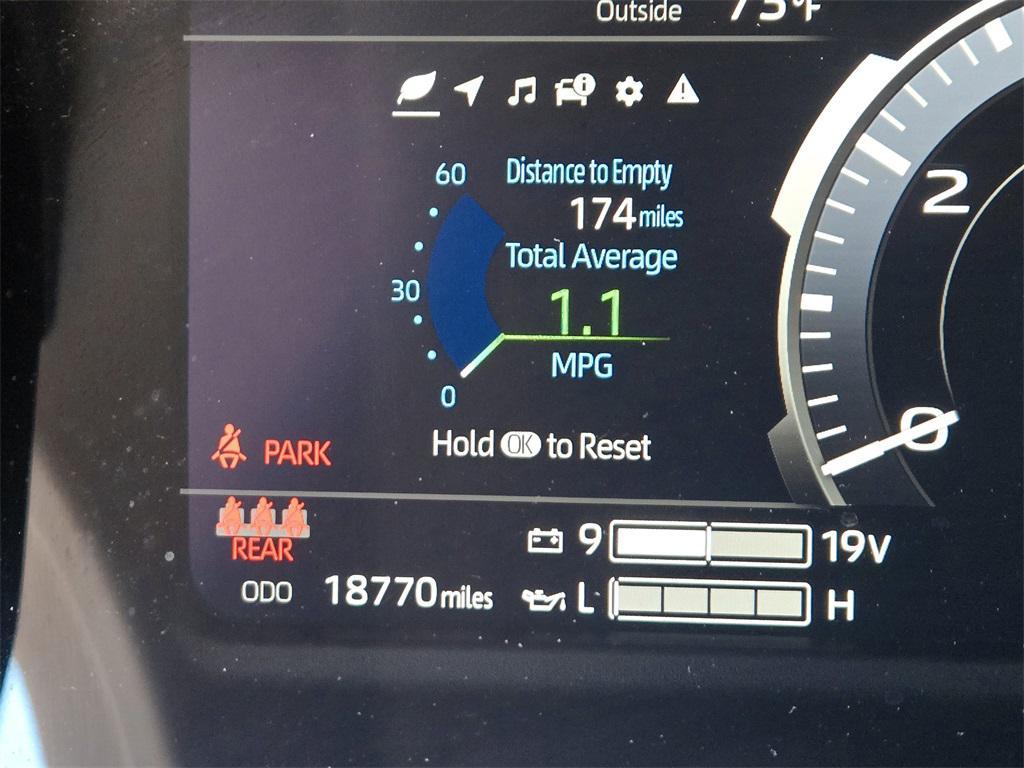 Outside 73°F
60
Distance to Empty
174 miles
Total Average
30
1.1
MPG
0
Hold OK to Reset
2
0
PARK
REAR
9 19V
ODO 18770 miles
L H